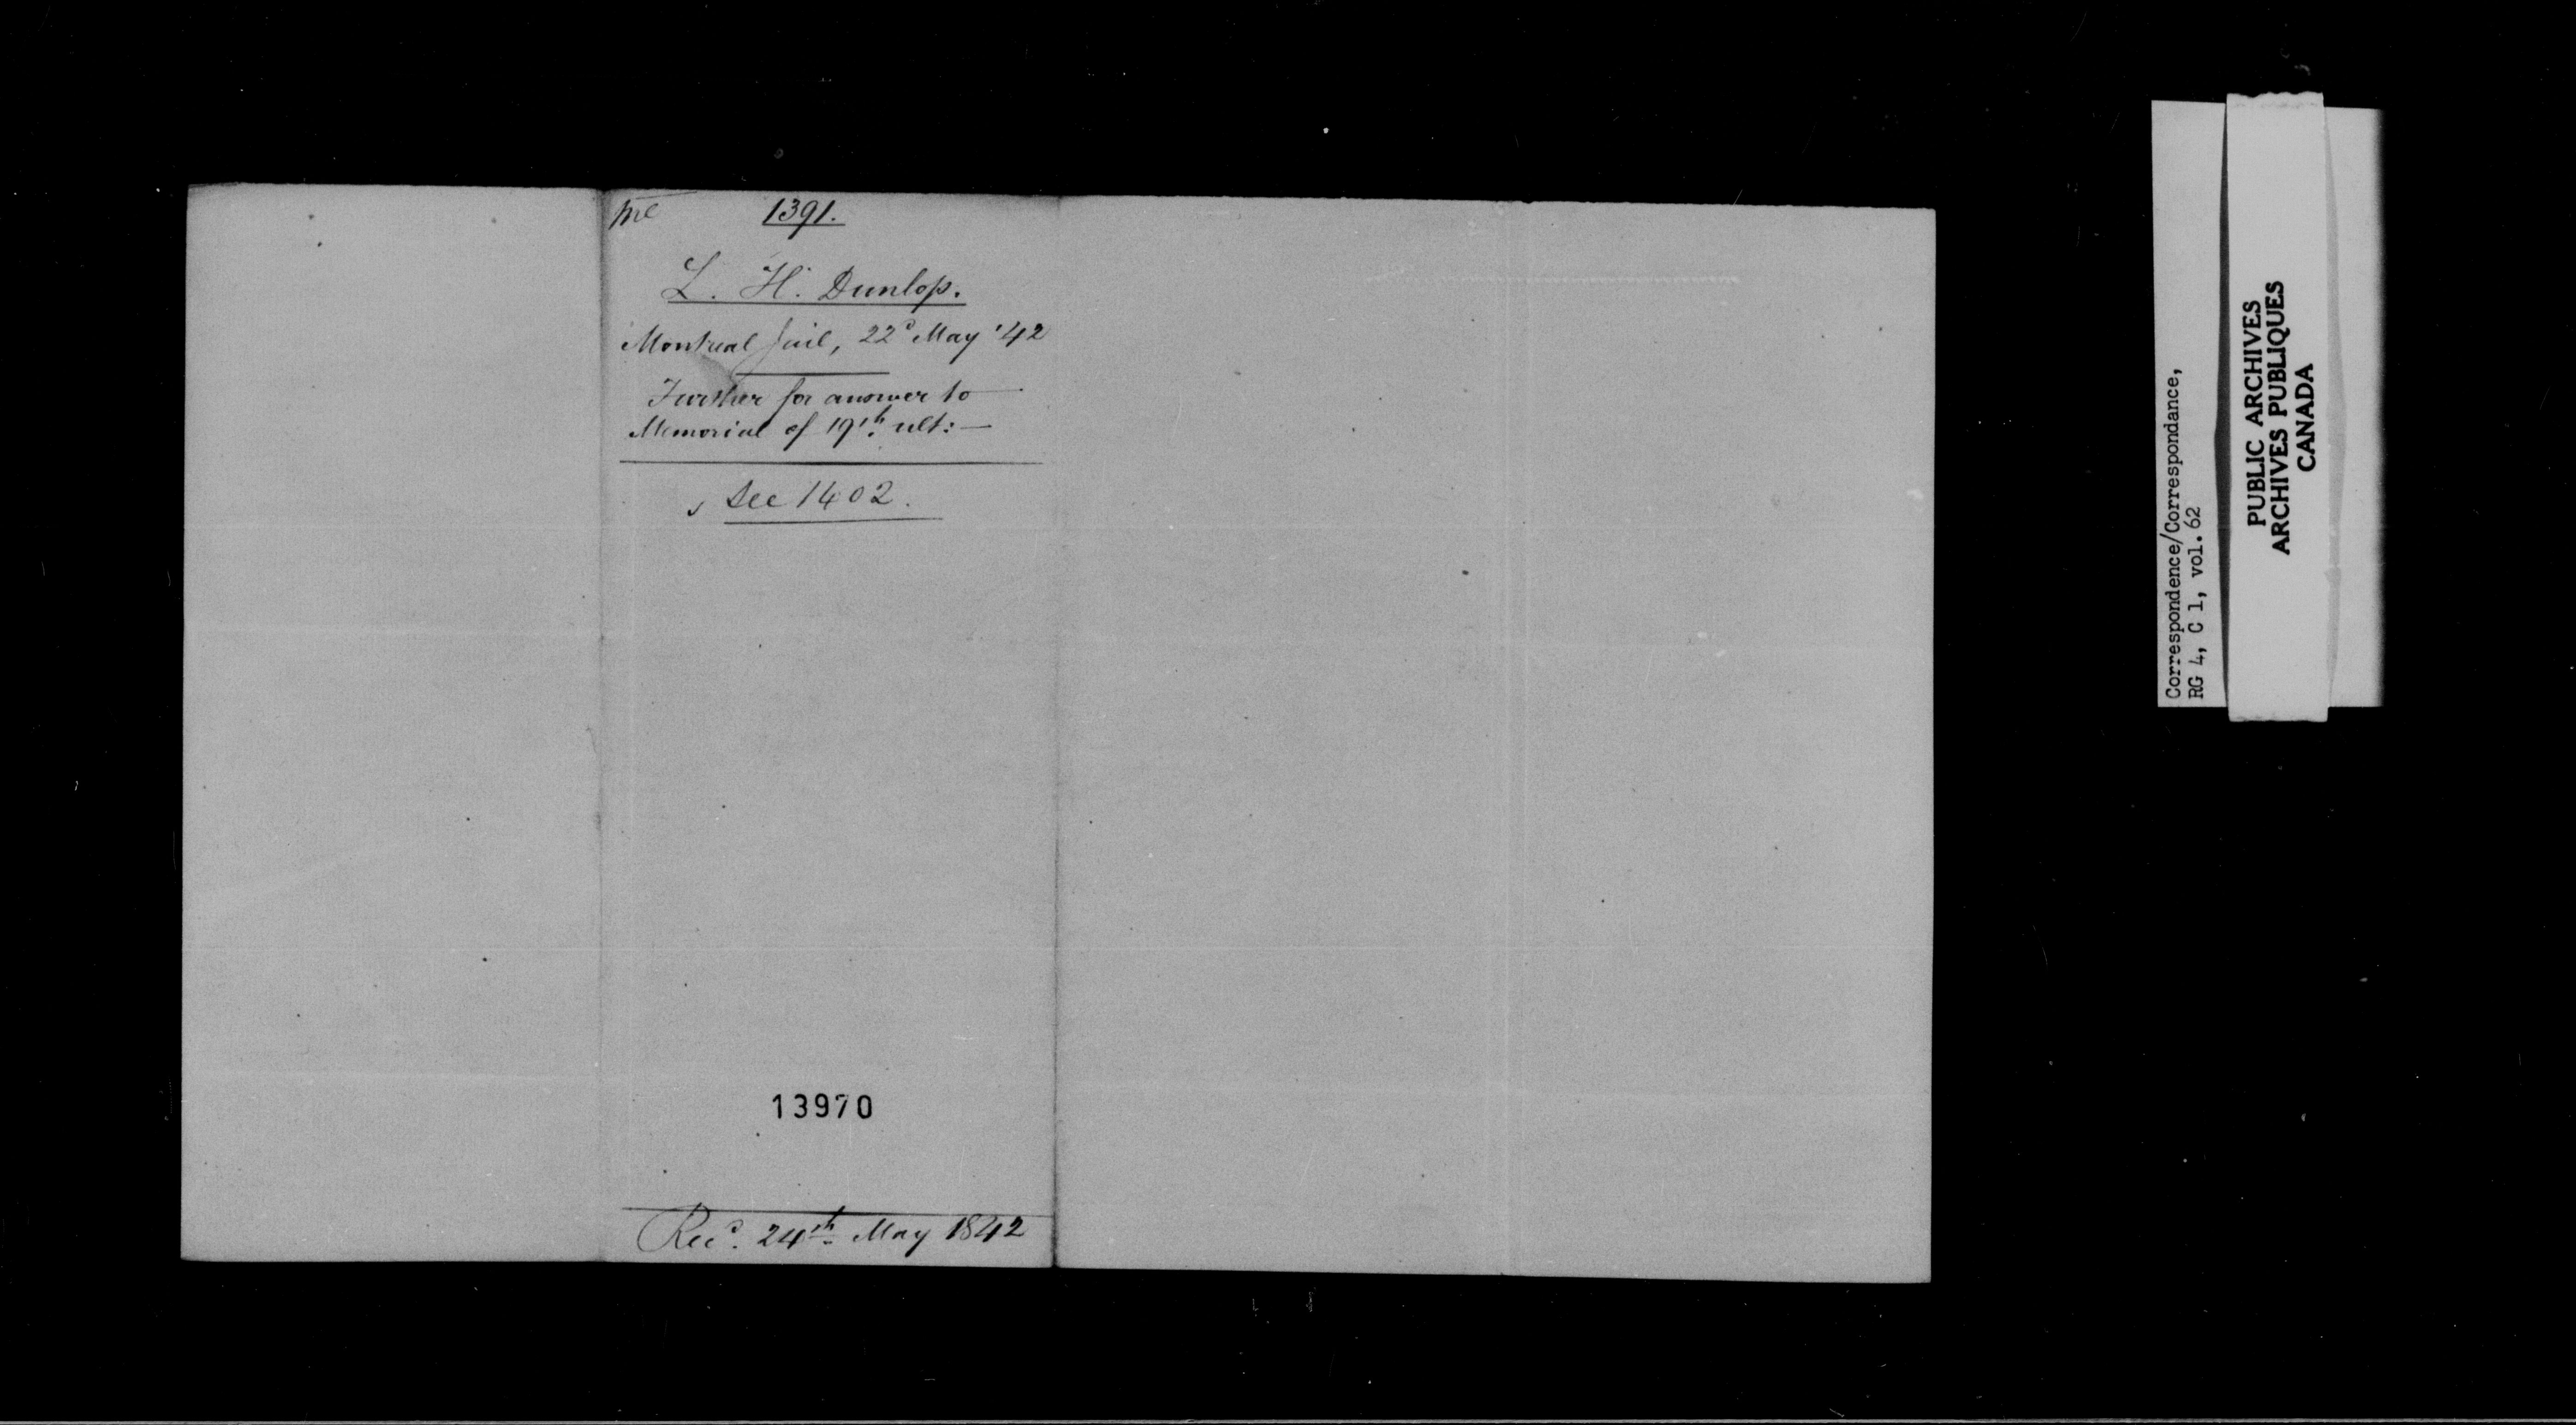 1391.
L. H. Dunlop.
Montreal Jail, 22d May '42
Further for answer to
Memorial of 19th ult:—
See 1402.
13970
Recd. 24th May 1842
Correspondence/Correspondance,
RG 4, C 1, vol. 62
PUBLIC ARCHIVES
ARCHIVES PUBLIQUES
CANADA